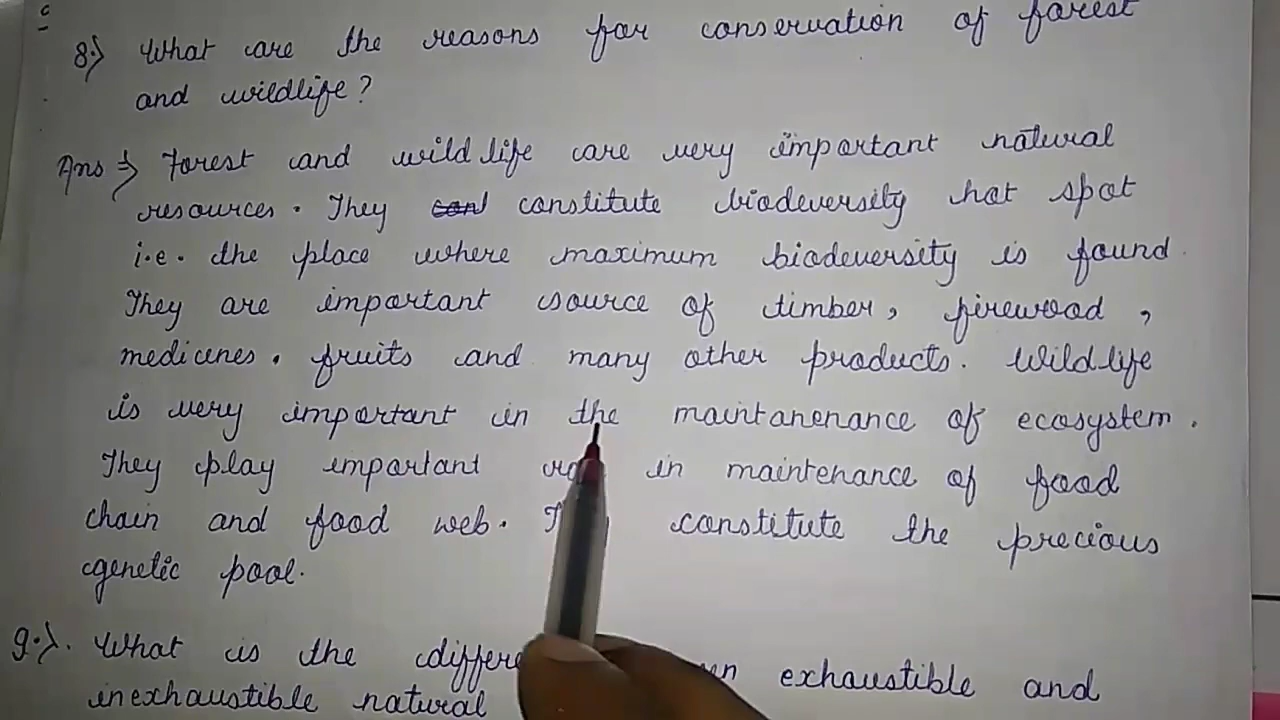 8.) What are the reasons for conservation of forest
and wildlife?
Ans ⇒ Forest and wild life are very important natural
resources. They constitute biodeversity hot spot
i.e. the place where maximum biodeversity is found.
They are important source of timber, firewood,
medicenes. fruits and many other products. Wildlife
is very important in the maintanenance of ecosystem.
They play important in maintenance of food
chain and food web. constitute the precious
genetic pool.
9.). What is the exhaustible and
inexhaustible natural